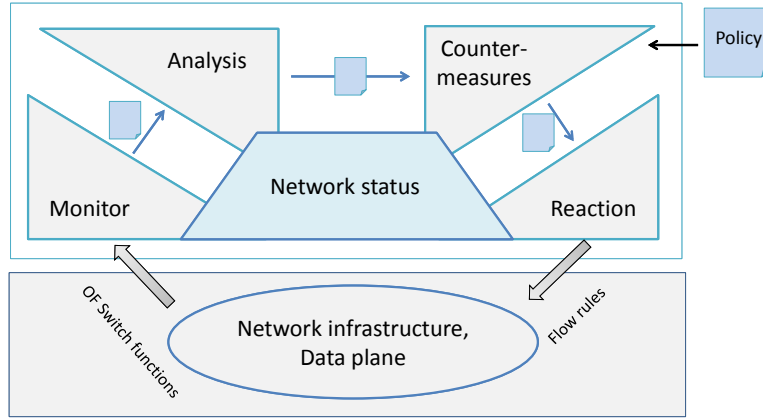 Analysis
Counter-
measures
Policy
Monitor
Network status
Reaction
OF Switch functions
Network infrastructure,
Data plane
Flow rules